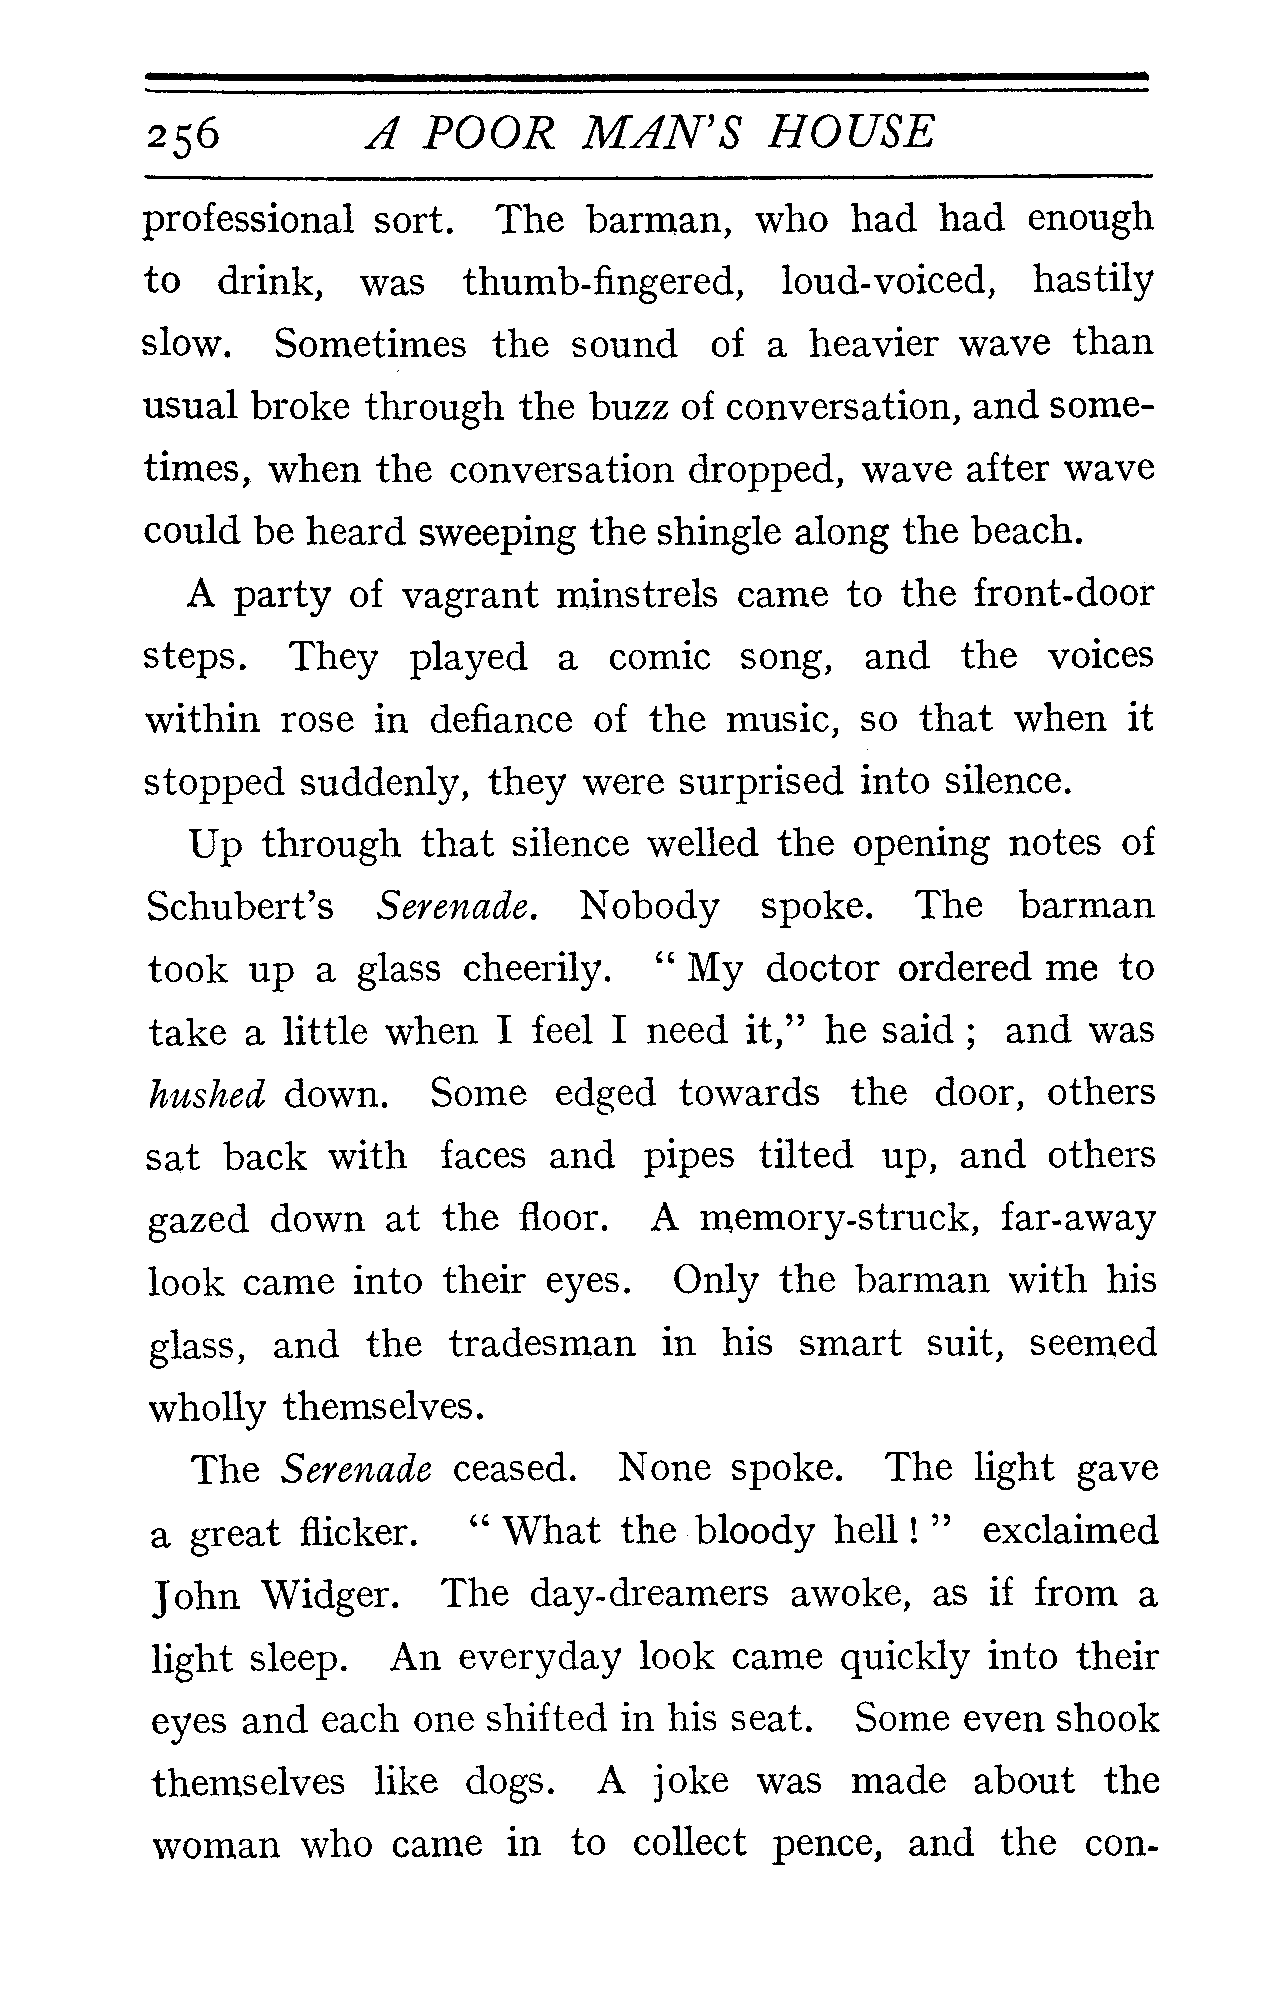 256 A POOR MAN'S HOUSE
professional sort. The barman, who had had enough
to drink, was thumb-fingered, loud-voiced, hastily
slow. Sometimes the sound of a heavier wave than
usual broke through the buzz of conversation, and some-
times, when the conversation dropped, wave after wave
could be heard sweeping the shingle along the beach.
A party of vagrant minstrels came to the front-door
steps. They played a comic song, and the voices
within rose in defiance of the music, so that when it
stopped suddenly, they were surprised into silence.
Up through that silence welled the opening notes of
Schubert's Serenade. Nobody spoke. The barman
took up a glass cheerily. “ My doctor ordered me to
take a little when I feel I need it,” he said ; and was
hushed down. Some edged towards the door, others
sat back with faces and pipes tilted up, and others
gazed down at the floor. A memory-struck, far-away
look came into their eyes. Only the barman with his
glass, and the tradesman in his smart suit, seemed
wholly themselves.
The Serenade ceased. None spoke. The light gave
a great flicker. “ What the bloody hell ! ” exclaimed
John Widger. The day-dreamers awoke, as if from a
light sleep. An everyday look came quickly into their
eyes and each one shifted in his seat. Some even shook
themselves like dogs. A joke was made about the
woman who came in to collect pence, and the con-